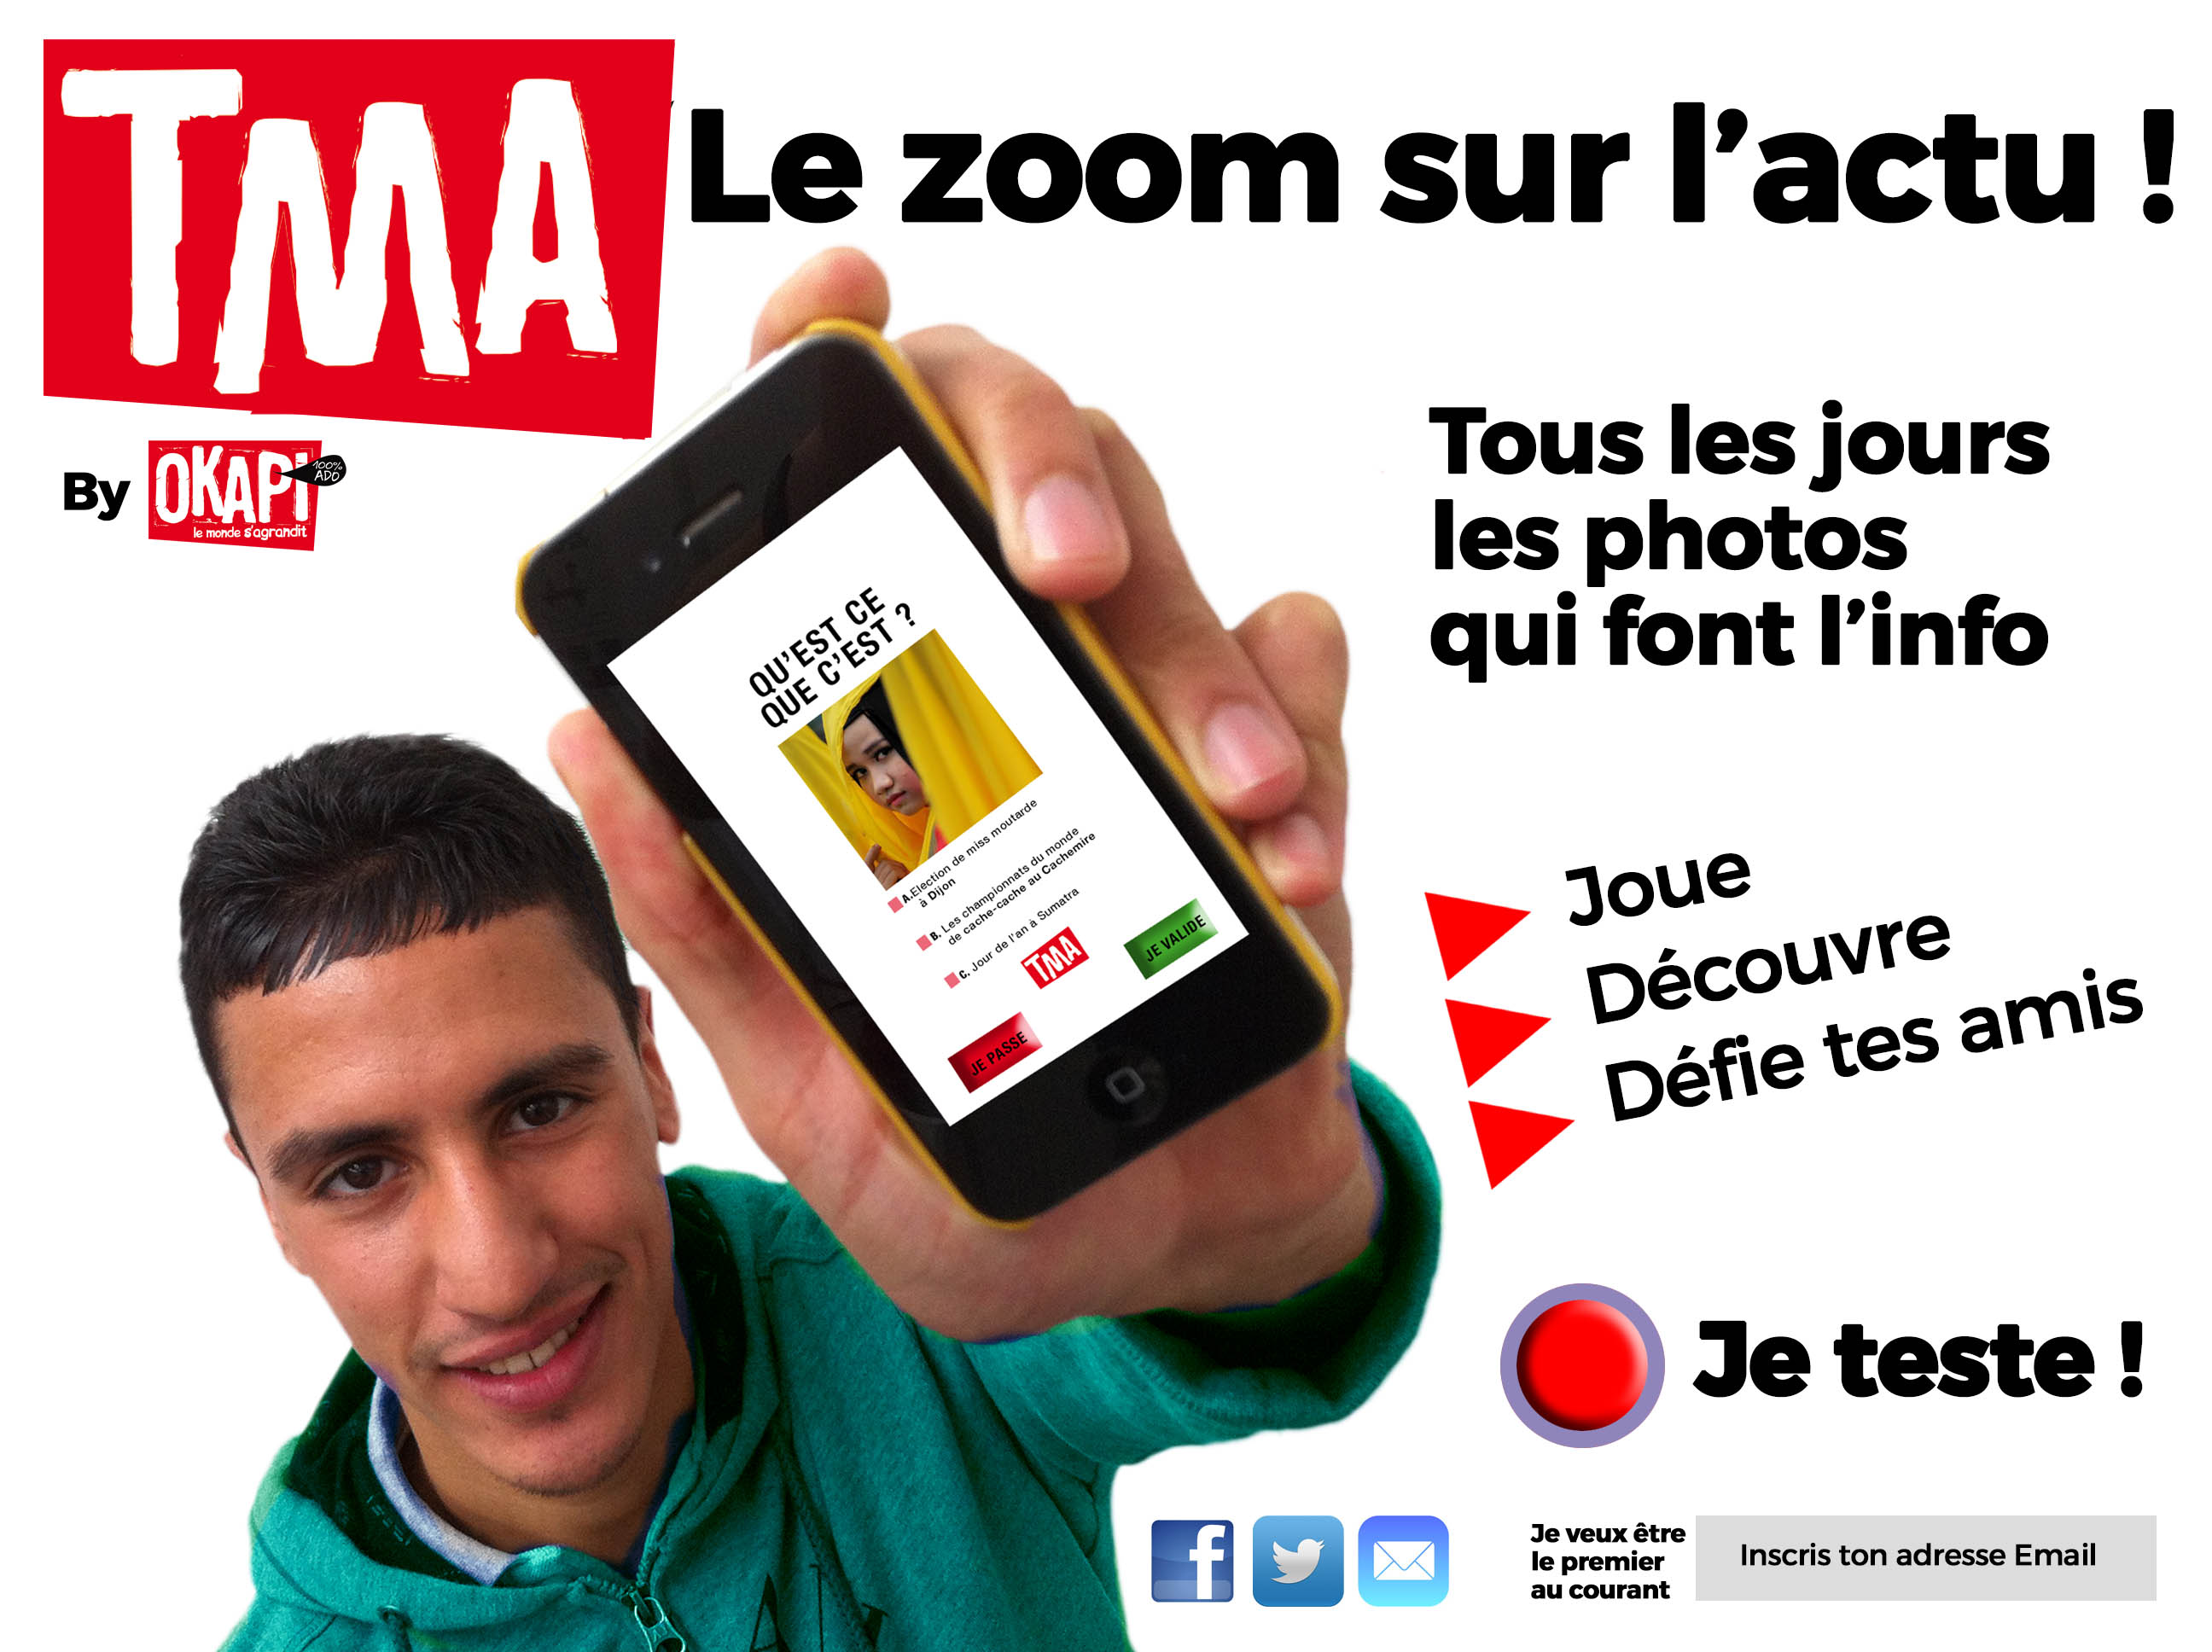 TMA
Le zoom sur l'actu !
By OKAPI
100%
ADO
le monde s'agrandit
Tous les jours
les photos
qui font l'info
QU'EST CE
QUE C'EST ?
A.Election de miss moutarde
à Dijon
B. Les championnats du monde
de cache-cache au Cachemire
C. Jour de l'an à Sumatra
TMA
JE PASSE
JE VALIDE
Joue
Découvre
Défie tes amis
Je teste !
f
Je veux être
le premier
au courant
Inscris ton adresse Email